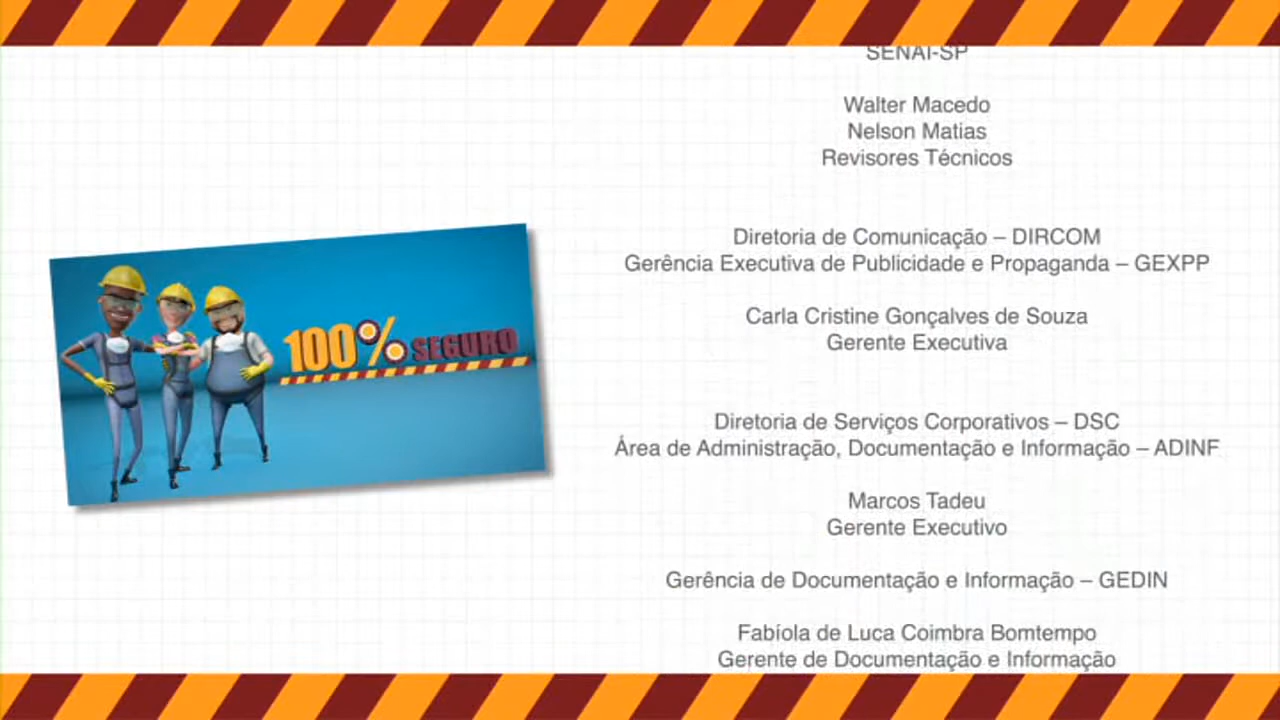 SENAI-SP
Walter Macedo
Nelson Matias
Revisores Técnicos
Diretoria de Comunicação – DIRCOM
Gerência Executiva de Publicidade e Propaganda – GEXPP
Carla Cristine Gonçalves de Souza
Gerente Executiva
100% SEGURO
Diretoria de Serviços Corporativos – DSC
Área de Administração, Documentação e Informação – ADINF
Marcos Tadeu
Gerente Executivo
Gerência de Documentação e Informação – GEDIN
Fabíola de Luca Coimbra Bomtempo
Gerente de Documentação e Informação